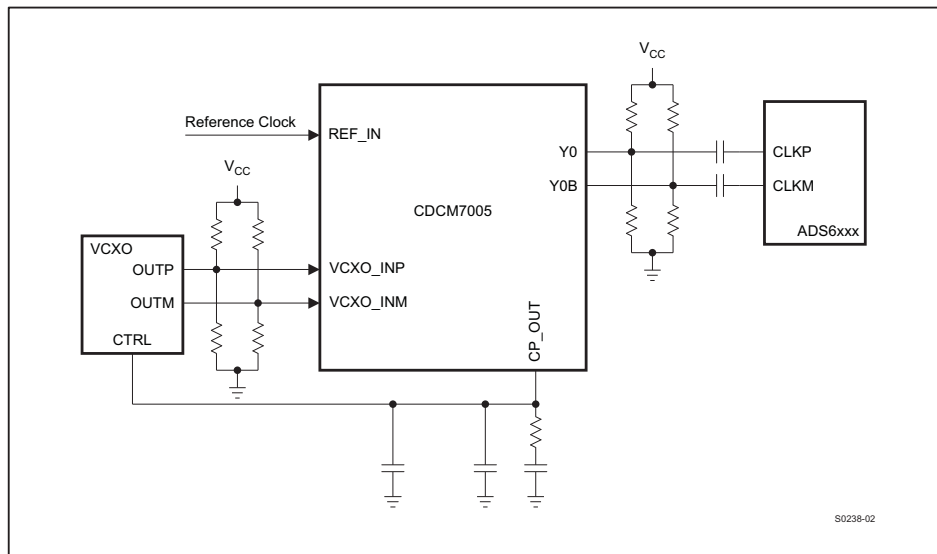 V_CC
Reference Clock
REF_IN
Y0
CLKP
V_CC
Y0B
CLKM
CDCM7005
ADS6xxx
VCXO
OUTP
VCXO_INP
OUTM
VCXO_INM
CTRL
CP_OUT
S0238-02